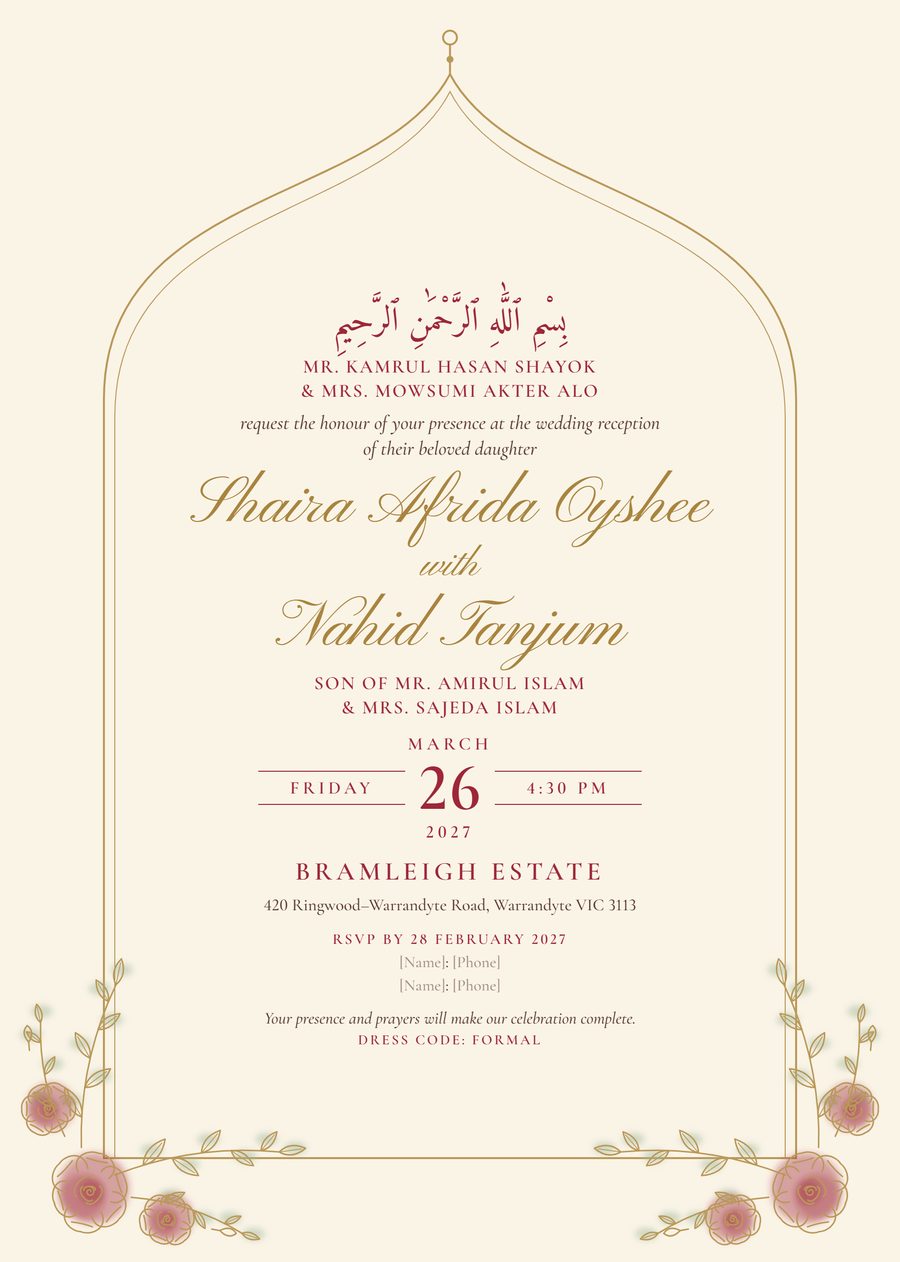 بِسْمِ ٱللَّهِ ٱلرَّحْمَٰنِ ٱلرَّحِيمِ
MR. KAMRUL HASAN SHAYOK
& MRS. MOWSUMI AKTER ALO
request the honour of your presence at the wedding reception
of their beloved daughter
Shaira Afrida Oyshee
with
Nahid Tanjum
SON OF MR. AMIRUL ISLAM
& MRS. SAJEDA ISLAM
MARCH
FRIDAY 26 4:30 PM
2027
BRAMLEIGH ESTATE
420 Ringwood–Warrandyte Road, Warrandyte VIC 3113
RSVP BY 28 FEBRUARY 2027
[Name]: [Phone]
[Name]: [Phone]
Your presence and prayers will make our celebration complete.
DRESS CODE: FORMAL